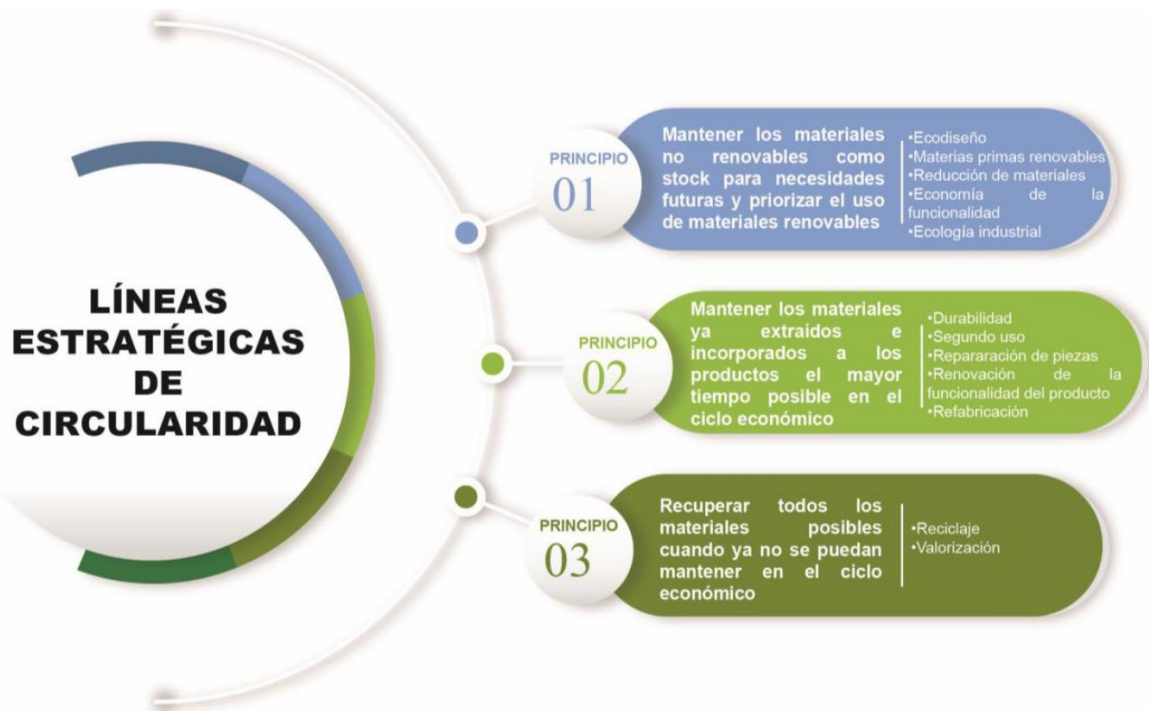 LÍNEAS
ESTRATÉGICAS
DE
CIRCULARIDAD
PRINCIPIO
01
Mantener los materiales
no renovables como
stock para necesidades
futuras y priorizar el uso
de materiales renovables
•Ecodiseño
•Materias primas renovables
•Reducción de materiales
•Economía de la
funcionalidad
•Ecología industrial
PRINCIPIO
02
Mantener los materiales
ya extraídos e
incorporados a los
productos el mayor
tiempo posible en el
ciclo económico
•Durabilidad
•Segundo uso
•Repararación de piezas
•Renovación de la
funcionalidad del producto
•Refabricación
PRINCIPIO
03
Recuperar todos los
materiales posibles
cuando ya no se puedan
mantener en el ciclo
económico
•Reciclaje
•Valorización